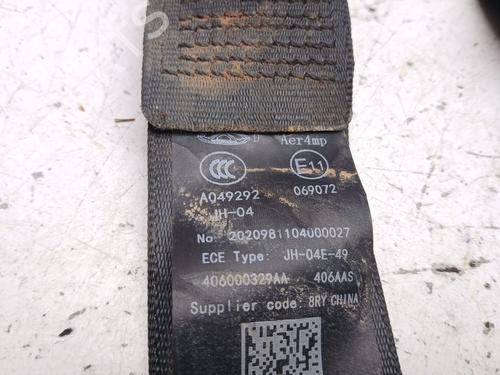 D Aer4mp
CCC E11
A049292 069072
JH-04
No: 2020981104000027
ECE Type: JH-04E-49
406000329AA 406AAS
Supplier code: 8RY CHINA